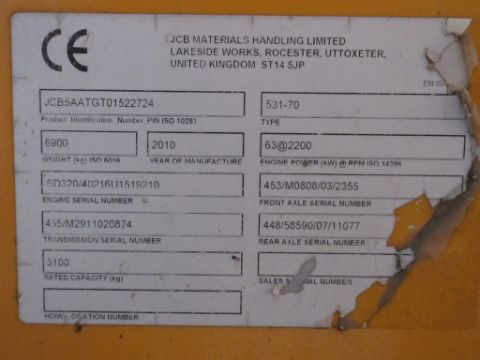 CE
JCB MATERIALS HANDLING LIMITED
LAKESIDE WORKS, ROCESTER, UTTOXETER,
UNITED KINGDOM ST14 5JP
EN ISO
JCB5AATGT01522724
531-70
Product Identification Number PIN ISO 10261
TYPE
6900
2010
63@2200
WEIGHT (kg) ISO 6016
YEAR OF MANUFACTURE
ENGINE POWER (kW) @ RPM ISO 14396
SD320/40216U1519210
453/M0808/03/2355
ENGINE SERIAL NUMBER
FRONT AXLE SERIAL NUMBER
455/M2911020874
448/58590/07/11077
TRANSMISSION SERIAL NUMBER
REAR AXLE SERIAL NUMBER
3100
RATED CAPACITY (kg)
SALES SERIAL NUMBER
HOMOLOGATION NUMBER